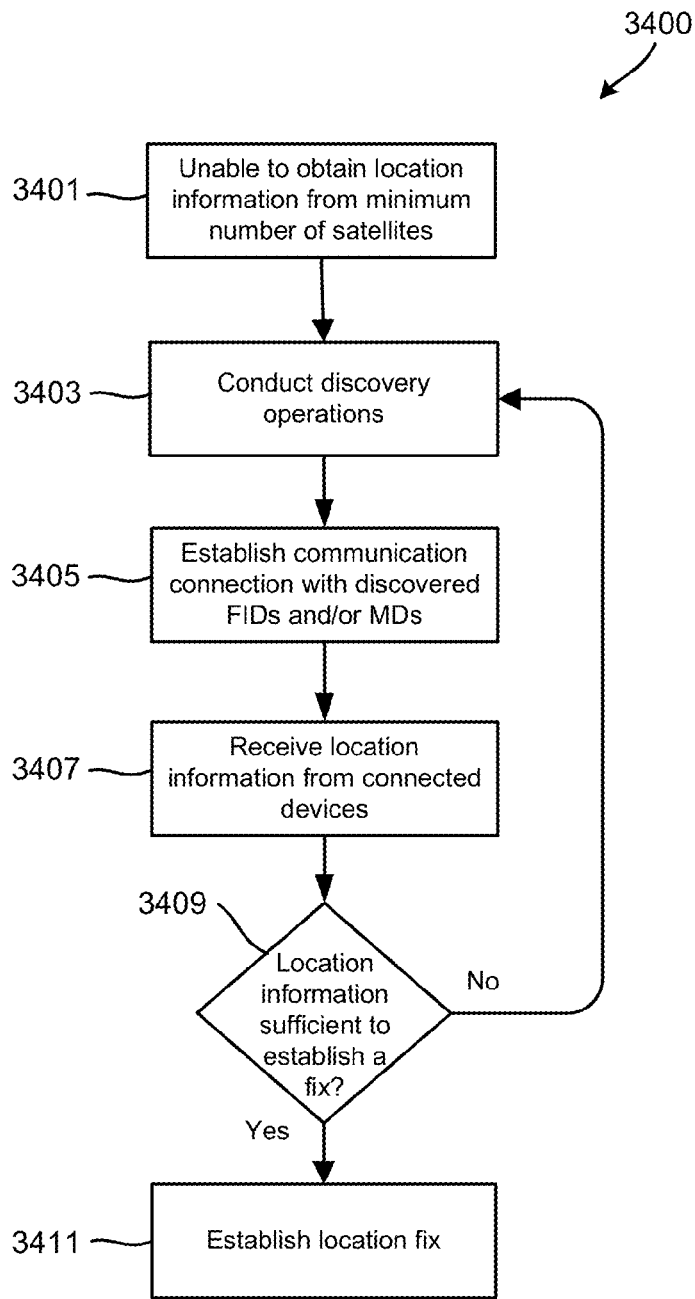 3400
3401
Unable to obtain location
information from minimum
number of satellites
3403
Conduct discovery
operations
3405
Establish communication
connection with discovered
FIDs and/or MDs
3407
Receive location
information from connected
devices
3409
Location
information
sufficient to
establish a
fix?
No
Yes
3411
Establish location fix